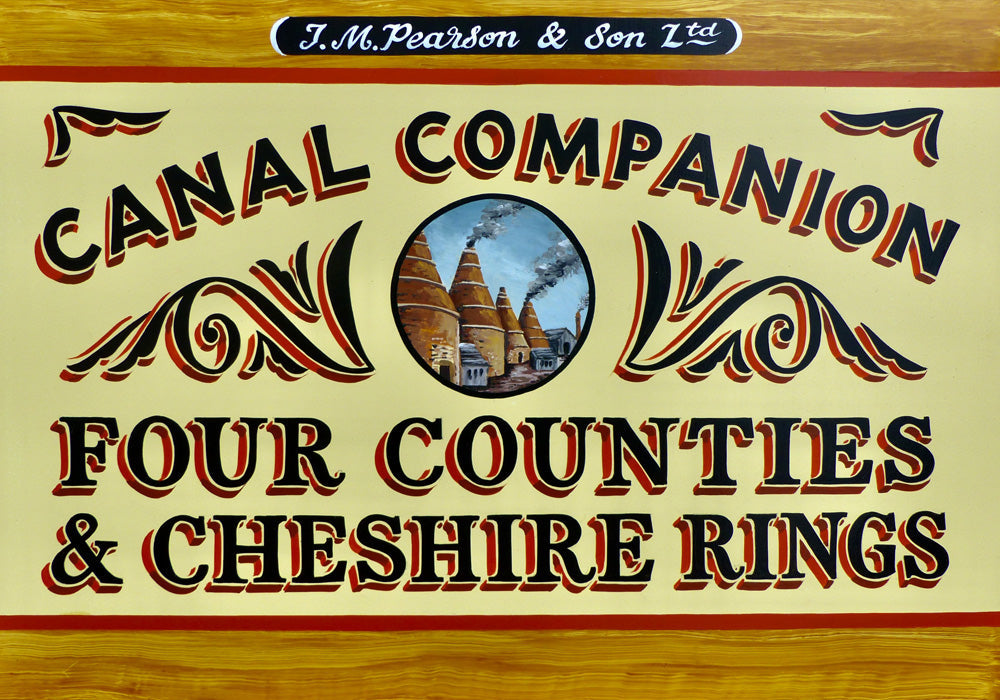 J.M. Pearson & Son Ltd
CANAL COMPANION
FOUR COUNTIES
& CHESHIRE RINGS